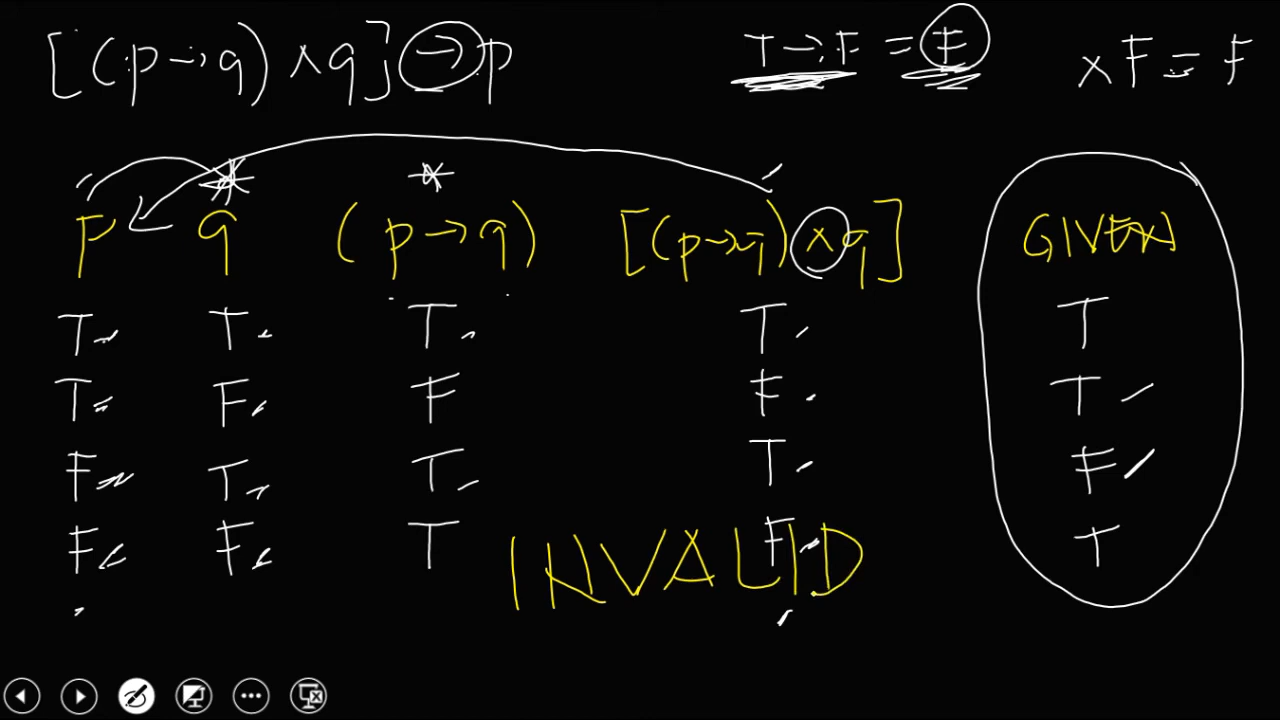 [(p→q) ∧ q] → p T → F = F ∧ F = F
P q (p→q) [(p→q) ∧ q] GIVEN
T T T T T
T F F F T
F T T T F
F F T F T
INVALID